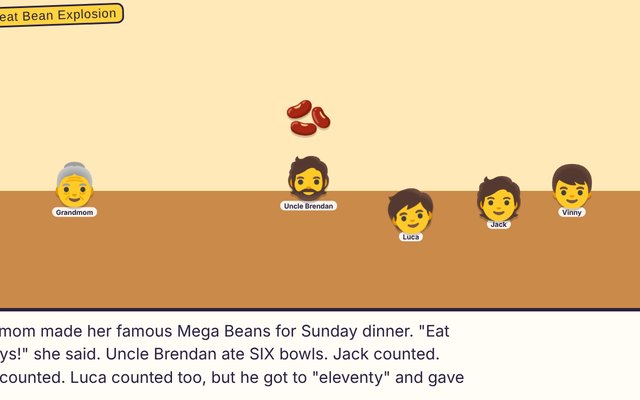 eat Bean Explosion
Grandmom
Uncle Brendan
Luca
Jack
Vinny
mom made her famous Mega Beans for Sunday dinner. "Eat
ys!" she said. Uncle Brendan ate SIX bowls. Jack counted.
counted. Luca counted too, but he got to "eleventy" and gave